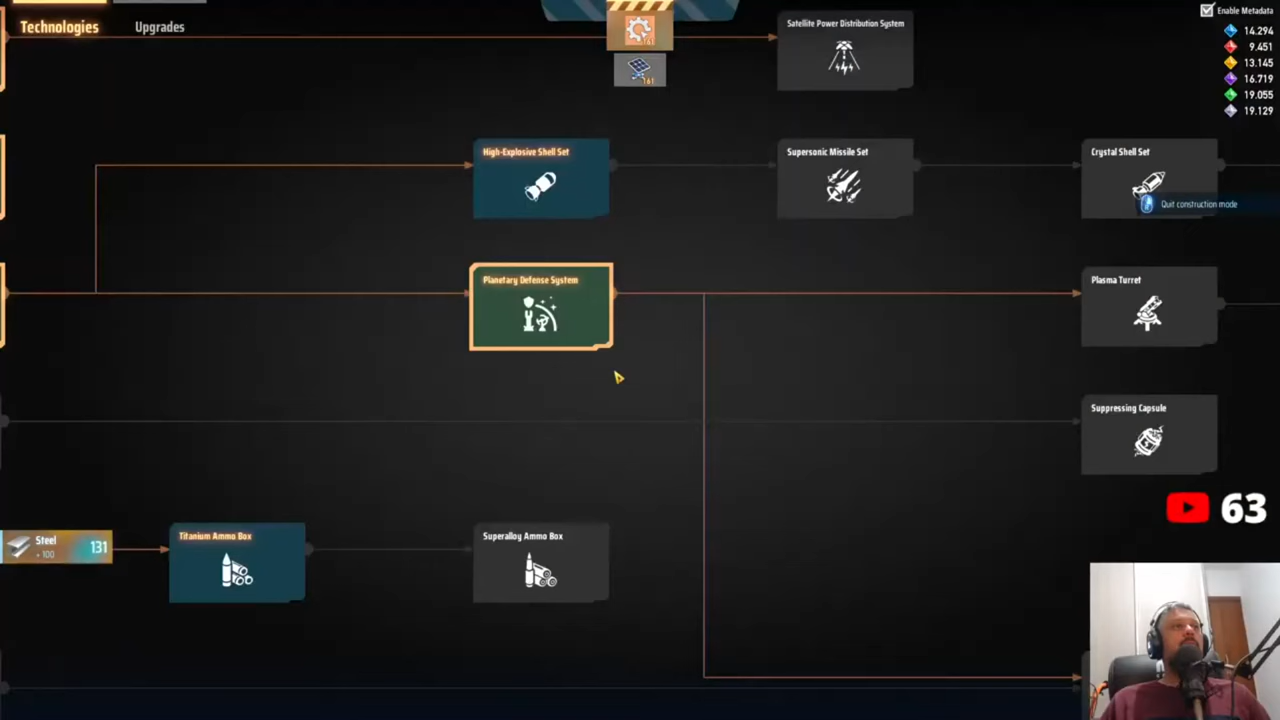 Technologies
Upgrades
Satellite Power Distribution System
Enable Metadata
14.294
9.451
13.145
16.719
19.055
19.129
161
High-Explosive Shell Set
Supersonic Missile Set
Crystal Shell Set
Quit construction mode
Planetary Defense System
Plasma Turret
Suppressing Capsule
63
Steel
+ 100
131
Titanium Ammo Box
Superalloy Ammo Box